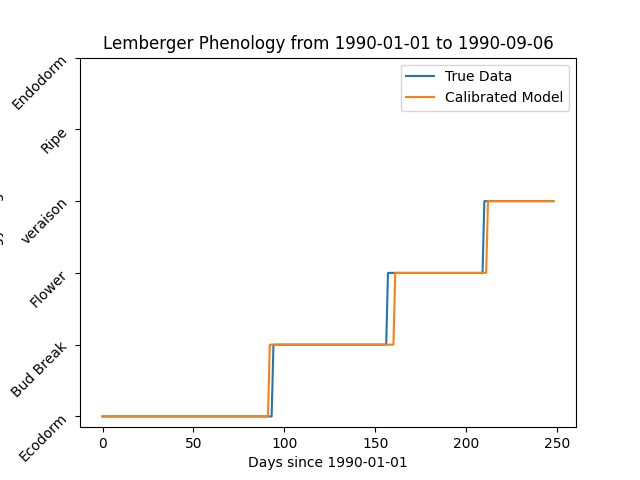 Lemberger Phenology from 1990-01-01 to 1990-09-06
True Data
Calibrated Model
Endodorm
Ripe
veraison
Flower
Bud Break
Ecodorm
0 50 100 150 200 250
Days since 1990-01-01